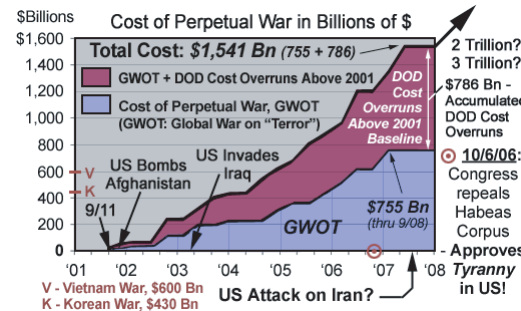 $Billions
Cost of Perpetual War in Billions of $
$1,600
1,400
1,200
1,000
800
600
400
200
0
Total Cost: $1,541 Bn (755 + 786)
GWOT + DOD Cost Overruns Above 2001
Cost of Perpetual War, GWOT
(GWOT: Global War on "Terror")
US Bombs
Afghanistan
US Invades
Iraq
9/11
V
K
DOD
Cost
Overruns
Above 2001
Baseline
$755 Bn
(thru 9/08)
GWOT
2 Trillion?
3 Trillion?
$786 Bn -
Accumulated
DOD Cost
Overruns
10/6/06:
Congress
repeals
Habeas
Corpus
- Approves
Tyranny
in US!
'01 '02 '03 '04 '05 '06 '07 '08
V - Vietnam War, $600 Bn
K - Korean War, $430 Bn
US Attack on Iran?